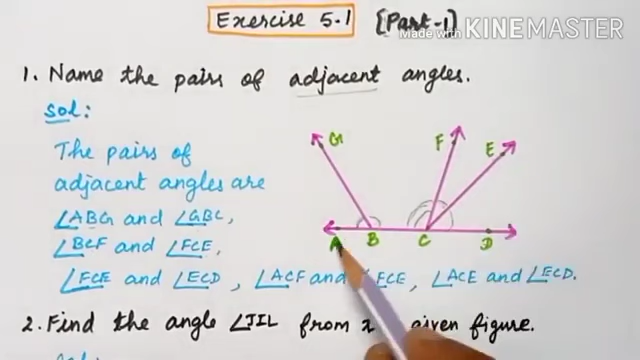 Exercise 5.1 [Part-1]
Made with KINEMASTER
1. Name the pairs of adjacent angles.
Sol:
The pairs of
adjacent angles are
∠ABG and ∠GBC,
∠BCF and ∠FCE,
∠FCE and ∠ECD, ∠ACF and ∠FCE, ∠ACE and ∠ECD.
G F E
A B C D
2. Find the angle ∠JIL from given figure.